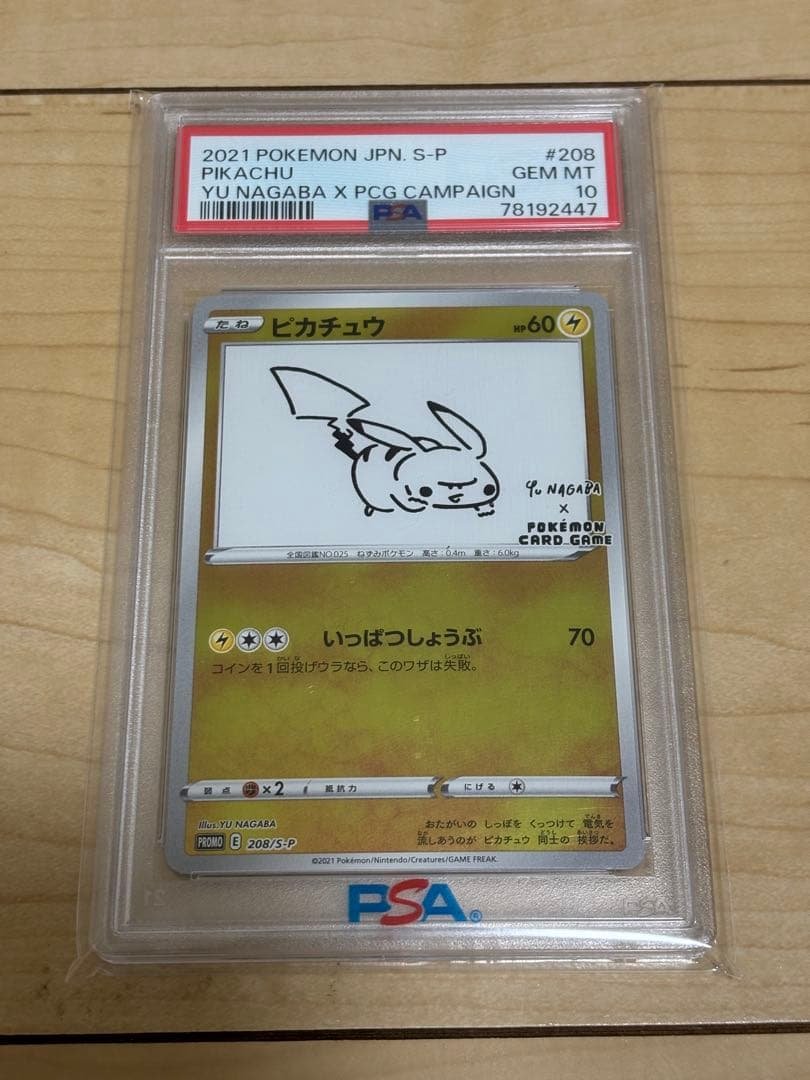 2021 POKEMON JPN. S-P #208
PIKACHU GEM MT
YU NAGABA X PCG CAMPAIGN 10
PSA 78192447
たね ピカチュウ HP60
Yu NAGABA
×
POKÉMON
CARD GAME
全国図鑑NO.025 ねずみポケモン 高さ:0.4m 重さ:6.0kg
いっぱつしょうぶ 70
コインを1回投げウラなら、このワザは失敗。
弱点 ×2 抵抗力 にげる
Illus.YU NAGABA
PROMO E 208/S-P
おたがいの しっぽを くっつけて 電気を
流しあうのが ピカチュウ 同士の 挨拶だ。
©2021 Pokémon/Nintendo/Creatures/GAME FREAK.
PSA®
PSA